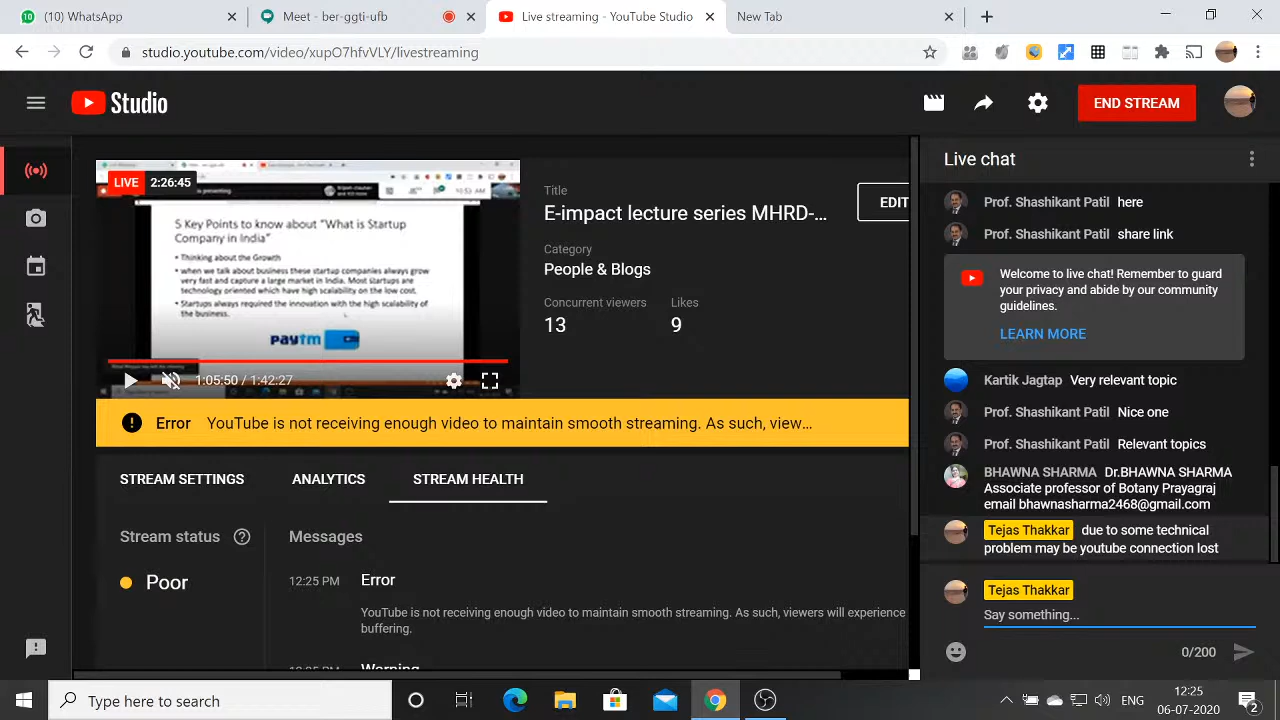 10
WhatsApp
Meet - ber-ggti-ufb
Live streaming - YouTube Studio
New Tab
studio.youtube.com/video/xupO7hfvVLY/livestreaming
Studio
END STREAM
LIVE 2:26:45
is presenting
5 Key Points to know about "What is Startup
Company in India"
• Thinking about the Growth
• when we talk about business these startup companies always grow
very fast and capture a large market in India. Most startups are
technology oriented which have high scalability on the low cost.
• Startups always required the innovation with the high scalability of
the business.
paytm
1:05:50 / 1:42:27
Title
E-impact lecture series MHRD-...
EDIT
Category
People & Blogs
Concurrent viewers
Likes
13
9
Error YouTube is not receiving enough video to maintain smooth streaming. As such, view...
STREAM SETTINGS
ANALYTICS
STREAM HEALTH
Stream status
Poor
Messages
12:25 PM Error
YouTube is not receiving enough video to maintain smooth streaming. As such, viewers will experience
buffering.
12:25 PM Warning
Live chat
Prof. Shashikant Patil here
Prof. Shashikant Patil share link
Welcome to live chat! Remember to guard
your privacy and abide by our community
guidelines.
LEARN MORE
Kartik Jagtap Very relevant topic
Prof. Shashikant Patil Nice one
Prof. Shashikant Patil Relevant topics
BHAWNA SHARMA Dr.BHAWNA SHARMA
Associate professor of Botany Prayagraj
email bhawnasharma2468@gmail.com
Tejas Thakkar due to some technical
problem may be youtube connection lost
Tejas Thakkar
Say something...
0/200
Type here to search
ENG
12:25
06-07-2020
2